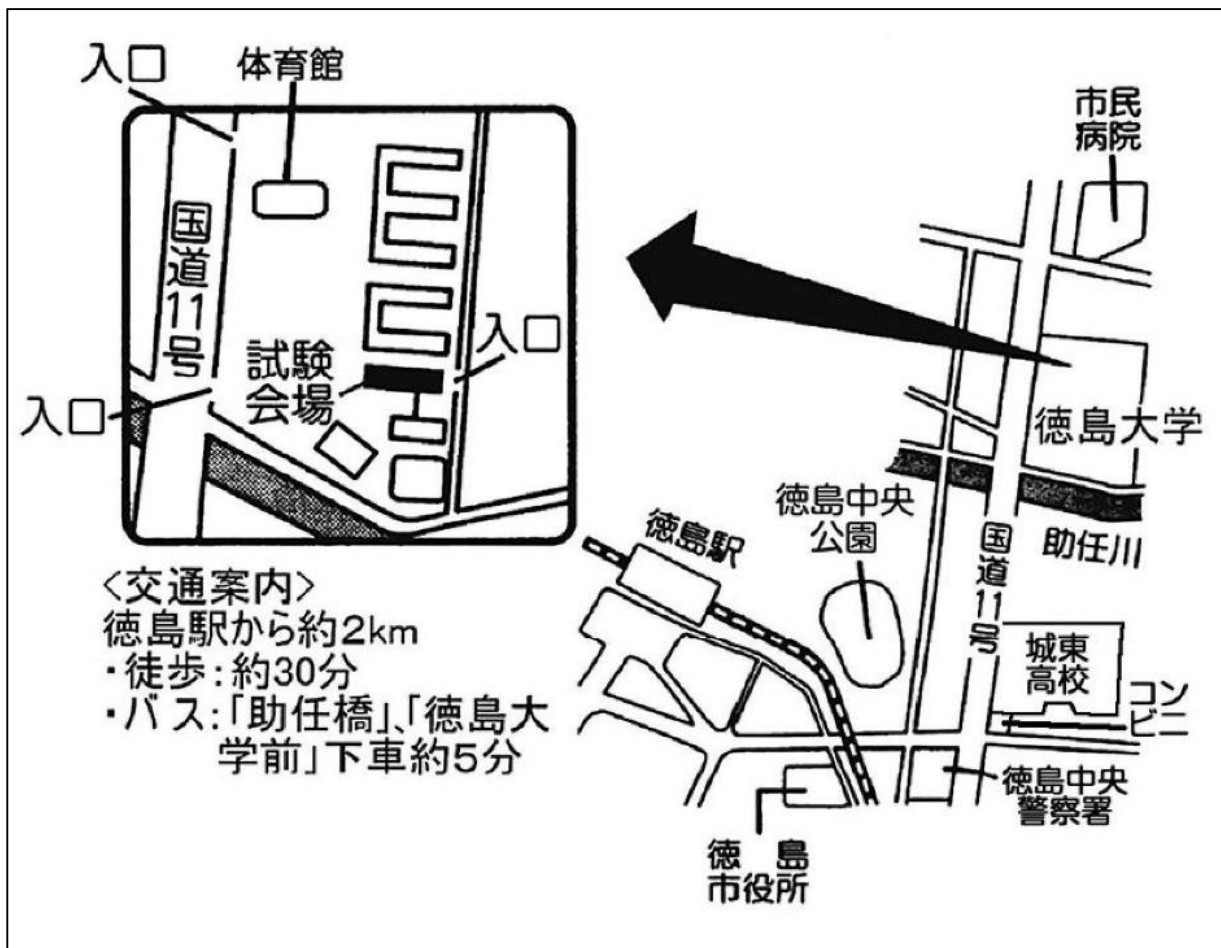 入口
体育館
国道11号
入口
試験
会場
入口
<交通案内>
徳島駅から約2km
・徒歩:約30分
・バス:「助任橋」、「徳島大
学前」下車約5分
市民
病院
徳島大学
徳島中央
公園
徳島駅
助任川
国道11号
城東
高校
コン
ビニ
徳島中央
警察署
徳島
市役所